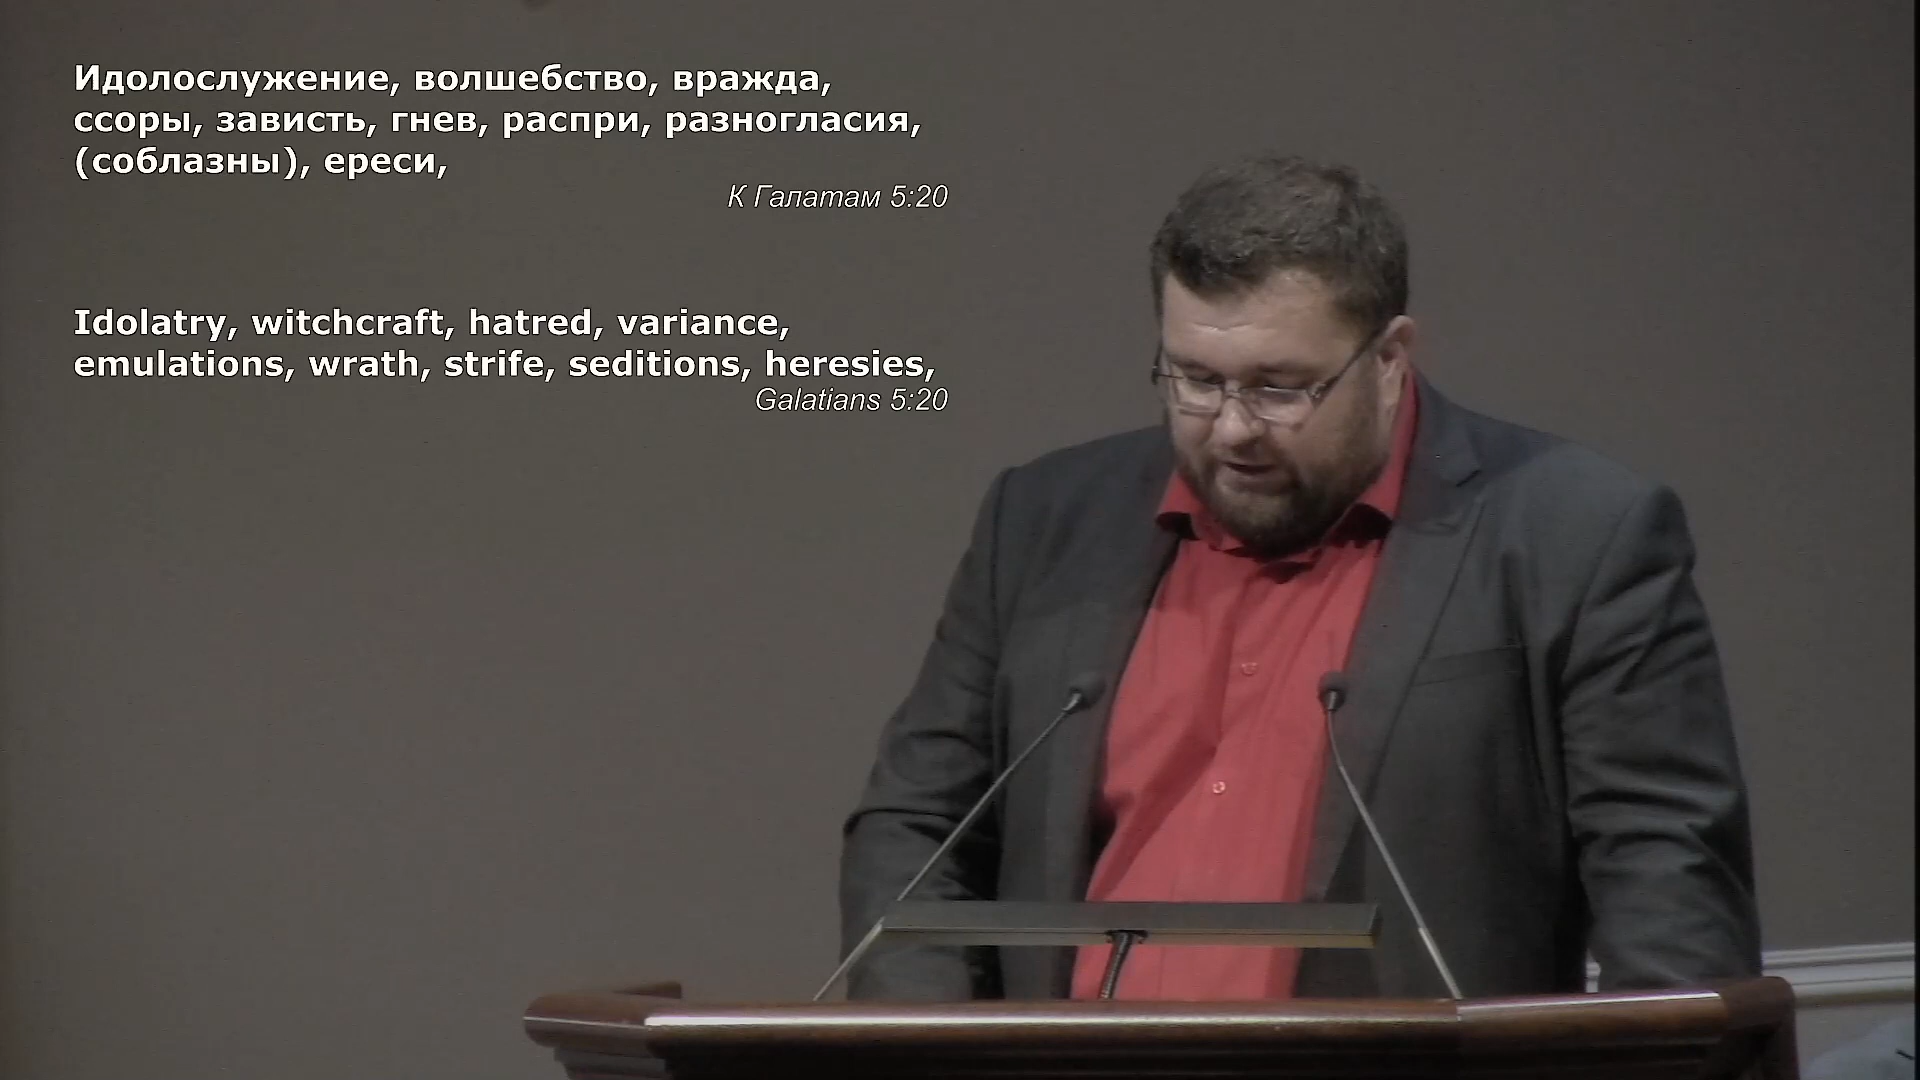 Идолослужение, волшебство, вражда,
ссоры, зависть, гнев, распри, разногласия,
(соблазны), ереси,
К Галатам 5:20
Idolatry, witchcraft, hatred, variance,
emulations, wrath, strife, seditions, heresies,
Galatians 5:20